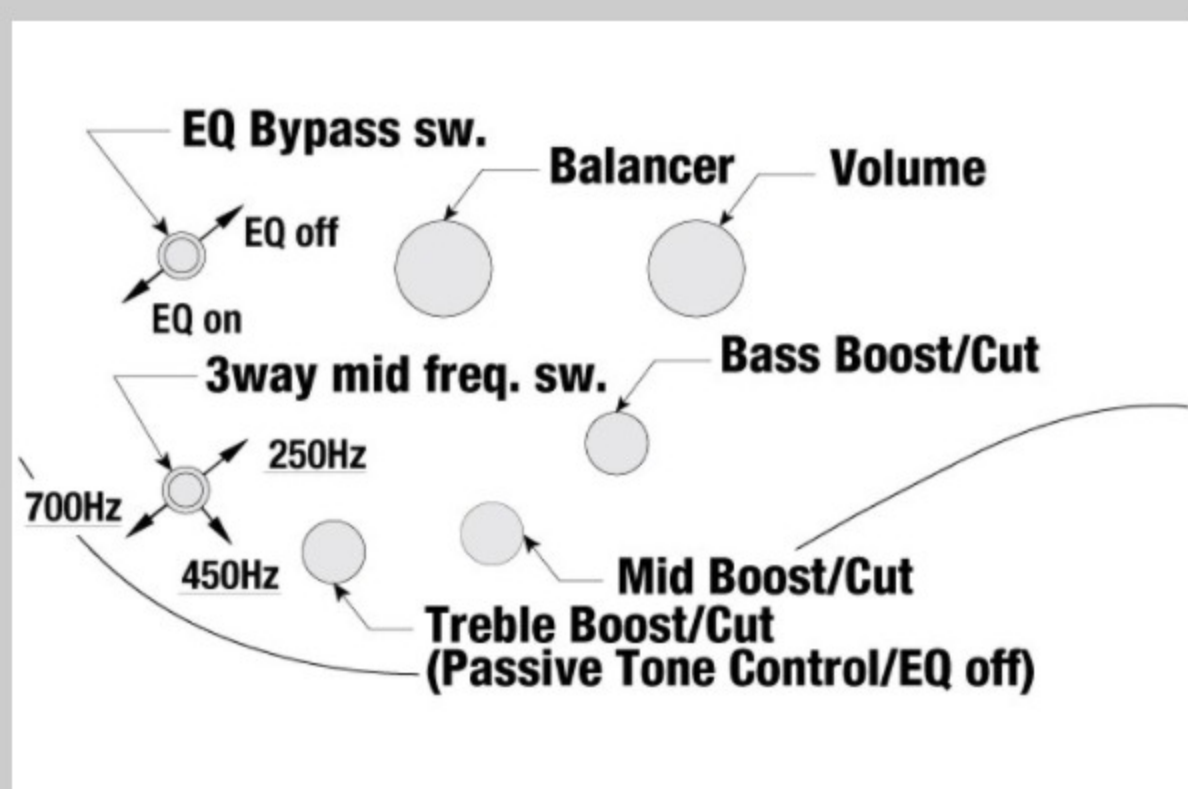 EQ Bypass sw.
Balancer
Volume
EQ off
EQ on
3way mid freq. sw.
Bass Boost/Cut
250Hz
700Hz
450Hz
Mid Boost/Cut
Treble Boost/Cut
(Passive Tone Control/EQ off)